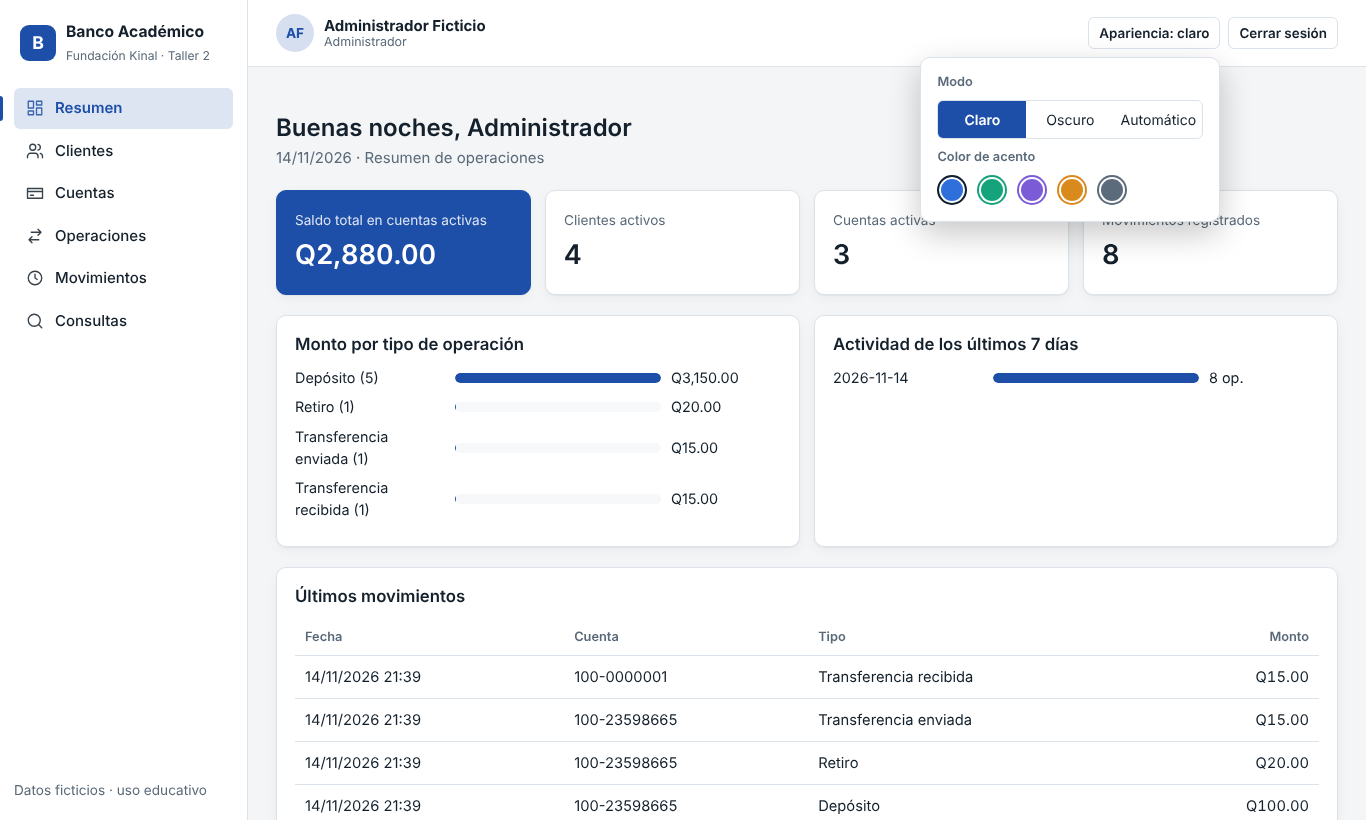 B
Banco Académico
Fundación Kinal · Taller 2
Resumen
Clientes
Cuentas
Operaciones
Movimientos
Consultas
Datos ficticios · uso educativo
AF
Administrador Ficticio
Administrador
Apariencia: claro
Cerrar sesión
Modo
Claro
Oscuro
Automático
Color de acento
Buenas noches, Administrador
14/11/2026 · Resumen de operaciones
Saldo total en cuentas activas
Q2,880.00
Clientes activos
4
Cuentas activas
3
Movimientos registrados
8
Monto por tipo de operación
Depósito (5)
Q3,150.00
Retiro (1)
Q20.00
Transferencia
enviada (1)
Q15.00
Transferencia
recibida (1)
Q15.00
Actividad de los últimos 7 días
2026-11-14
8 op.
Últimos movimientos
Fecha Cuenta Tipo Monto
14/11/2026 21:39 100-0000001 Transferencia recibida Q15.00
14/11/2026 21:39 100-23598665 Transferencia enviada Q15.00
14/11/2026 21:39 100-23598665 Retiro Q20.00
14/11/2026 21:39 100-23598665 Depósito Q100.00